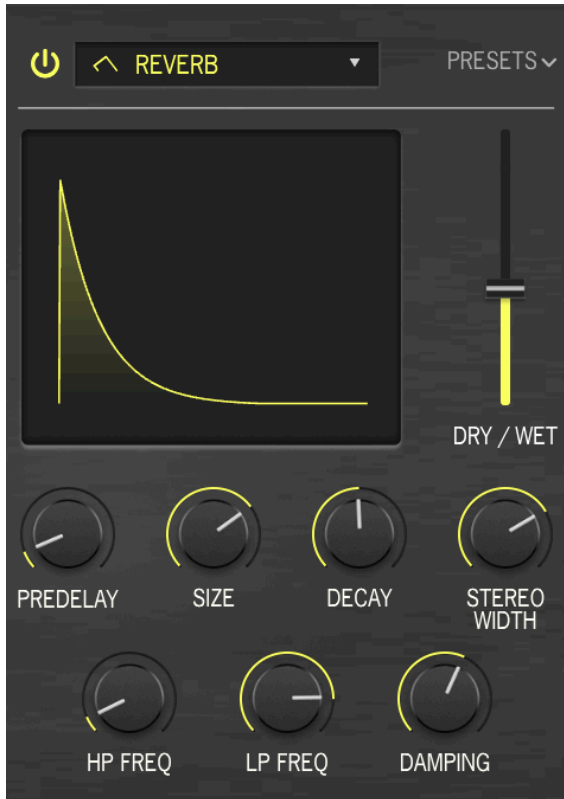 REVERB
PRESETS
DRY / WET
PREDELAY
SIZE
DECAY
STEREO
WIDTH
HP FREQ
LP FREQ
DAMPING